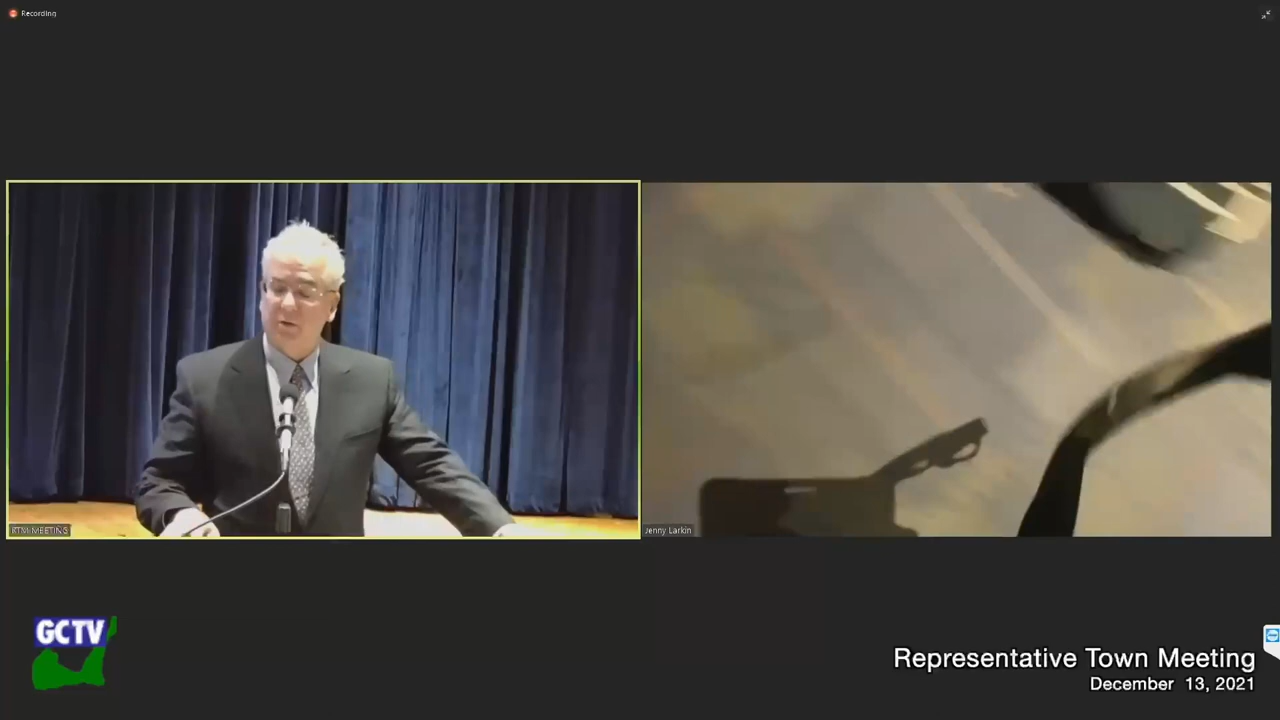 Recording
RTM MEETING
Jenny Larkin
GCTV
Representative Town Meeting
December 13, 2021